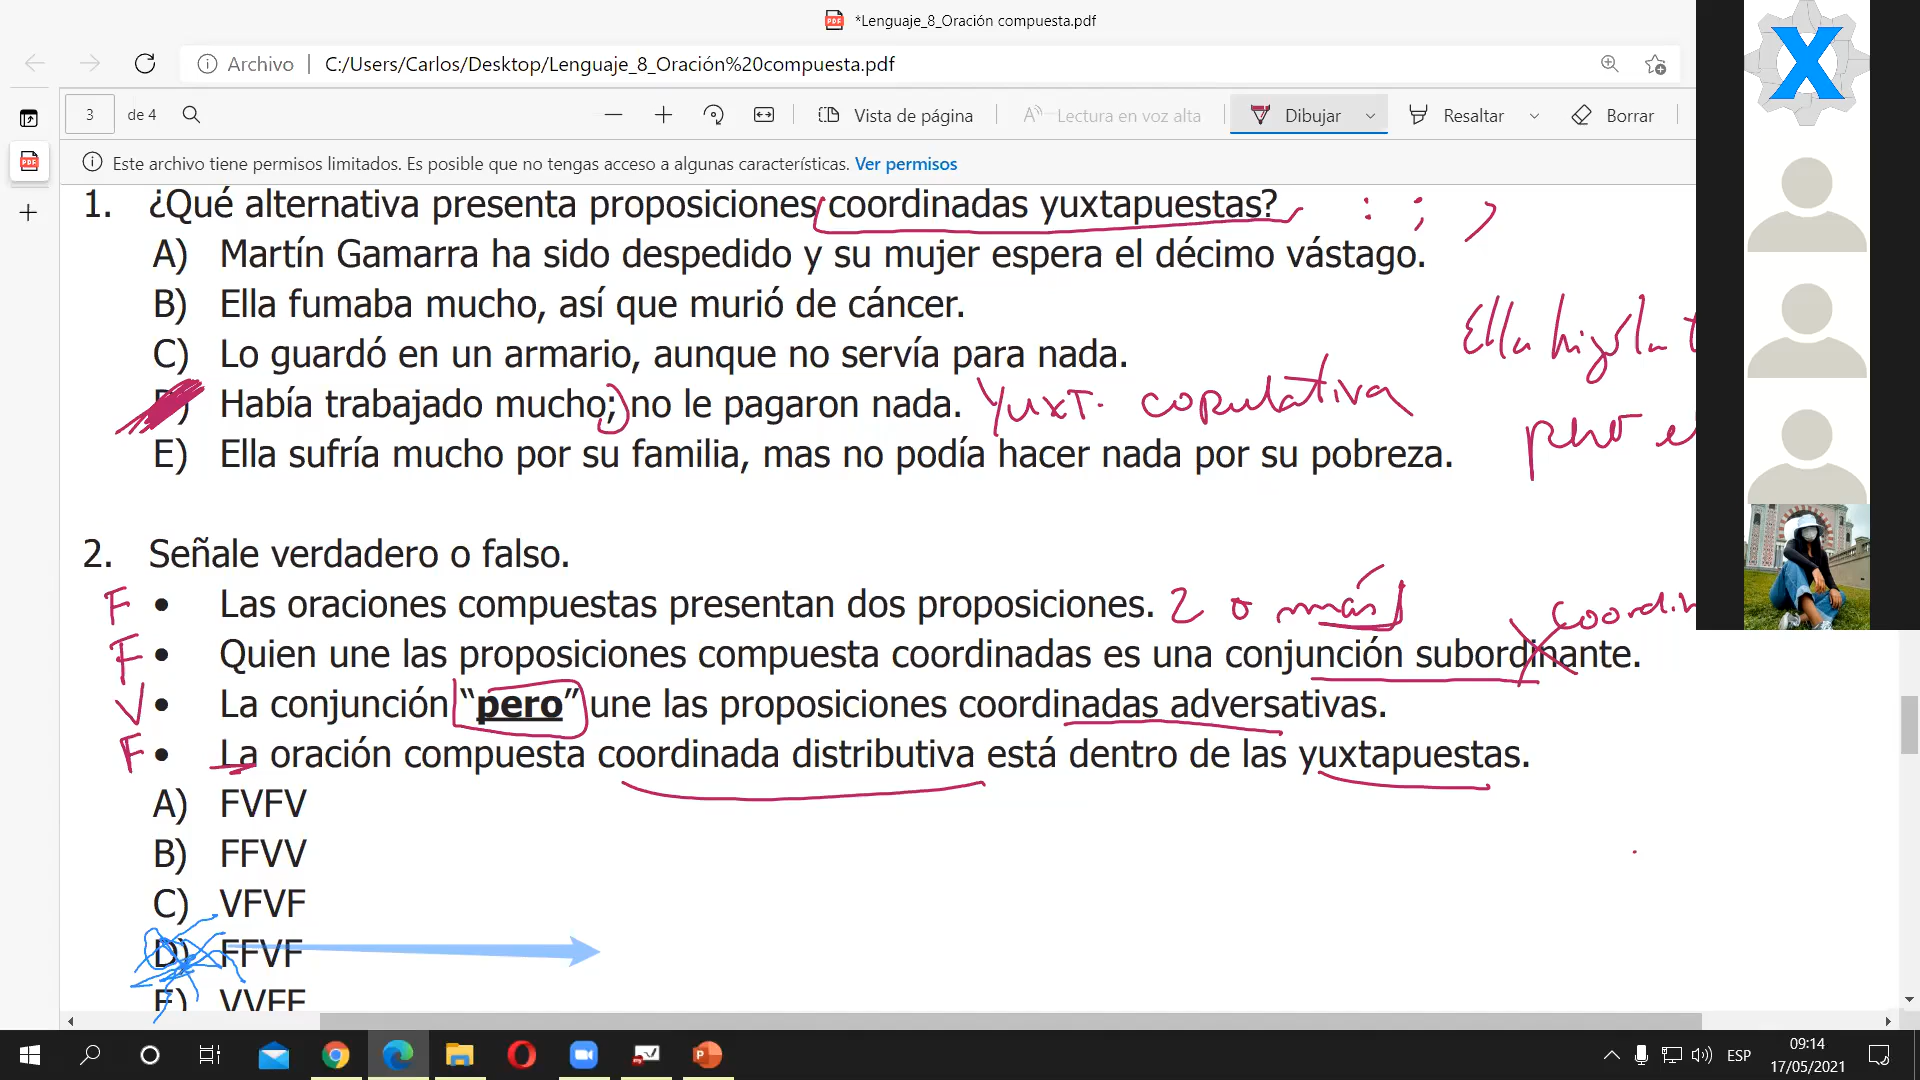 *Lenguaje_8_Oración compuesta.pdf
Archivo | C:/Users/Carlos/Desktop/Lenguaje_8_Oración%20compuesta.pdf
3 de 4 Vista de página Lectura en voz alta Dibujar Resaltar Borrar
Este archivo tiene permisos limitados. Es posible que no tengas acceso a algunas características. Ver permisos
1. ¿Qué alternativa presenta proposiciones coordinadas yuxtapuestas? : ; ,
A) Martín Gamarra ha sido despedido y su mujer espera el décimo vástago.
B) Ella fumaba mucho, así que murió de cáncer.
Ella hizo la t
C) Lo guardó en un armario, aunque no servía para nada.
D) Había trabajado mucho; no le pagaron nada. Yuxt. copulativa
pero e
E) Ella sufría mucho por su familia, mas no podía hacer nada por su pobreza.
2. Señale verdadero o falso.
F • Las oraciones compuestas presentan dos proposiciones. 2 o más
coordin
F • Quien une las proposiciones compuesta coordinadas es una conjunción subordinante.
V • La conjunción “pero” une las proposiciones coordinadas adversativas.
F • La oración compuesta coordinada distributiva está dentro de las yuxtapuestas.
A) FVFV
B) FFVV
C) VFVF
D) FFVF
E) VVFF
ESP
09:14
17/05/2021